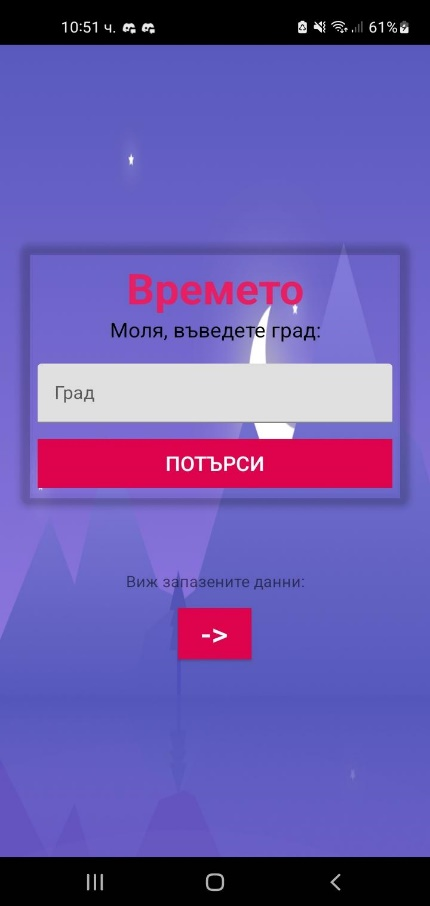 10:51 ч.
61%
Времето
Моля, въведете град:
Град
ПОТЪРСИ
Виж запазените данни:
->